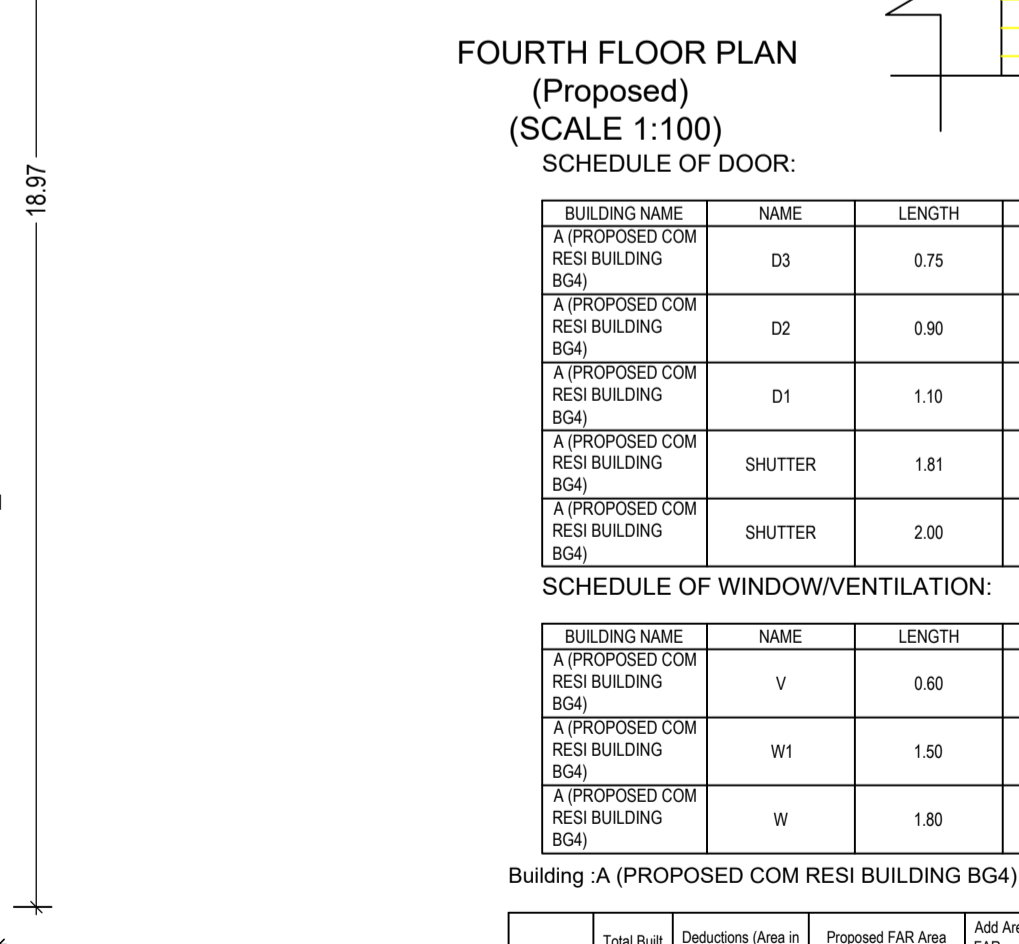 FOURTH FLOOR PLAN
(Proposed)
(SCALE 1:100)
18.97
SCHEDULE OF DOOR:
BUILDING NAME NAME LENGTH
A (PROPOSED COM
RESI BUILDING
BG4)
D3 0.75
A (PROPOSED COM
RESI BUILDING
BG4)
D2 0.90
A (PROPOSED COM
RESI BUILDING
BG4)
D1 1.10
A (PROPOSED COM
RESI BUILDING
BG4)
SHUTTER 1.81
A (PROPOSED COM
RESI BUILDING
BG4)
SHUTTER 2.00
SCHEDULE OF WINDOW/VENTILATION:
BUILDING NAME NAME LENGTH
A (PROPOSED COM
RESI BUILDING
BG4)
V 0.60
A (PROPOSED COM
RESI BUILDING
BG4)
W1 1.50
A (PROPOSED COM
RESI BUILDING
BG4)
W 1.80
Building :A (PROPOSED COM RESI BUILDING BG4)
Total Built Deductions (Area in Proposed FAR Area Add